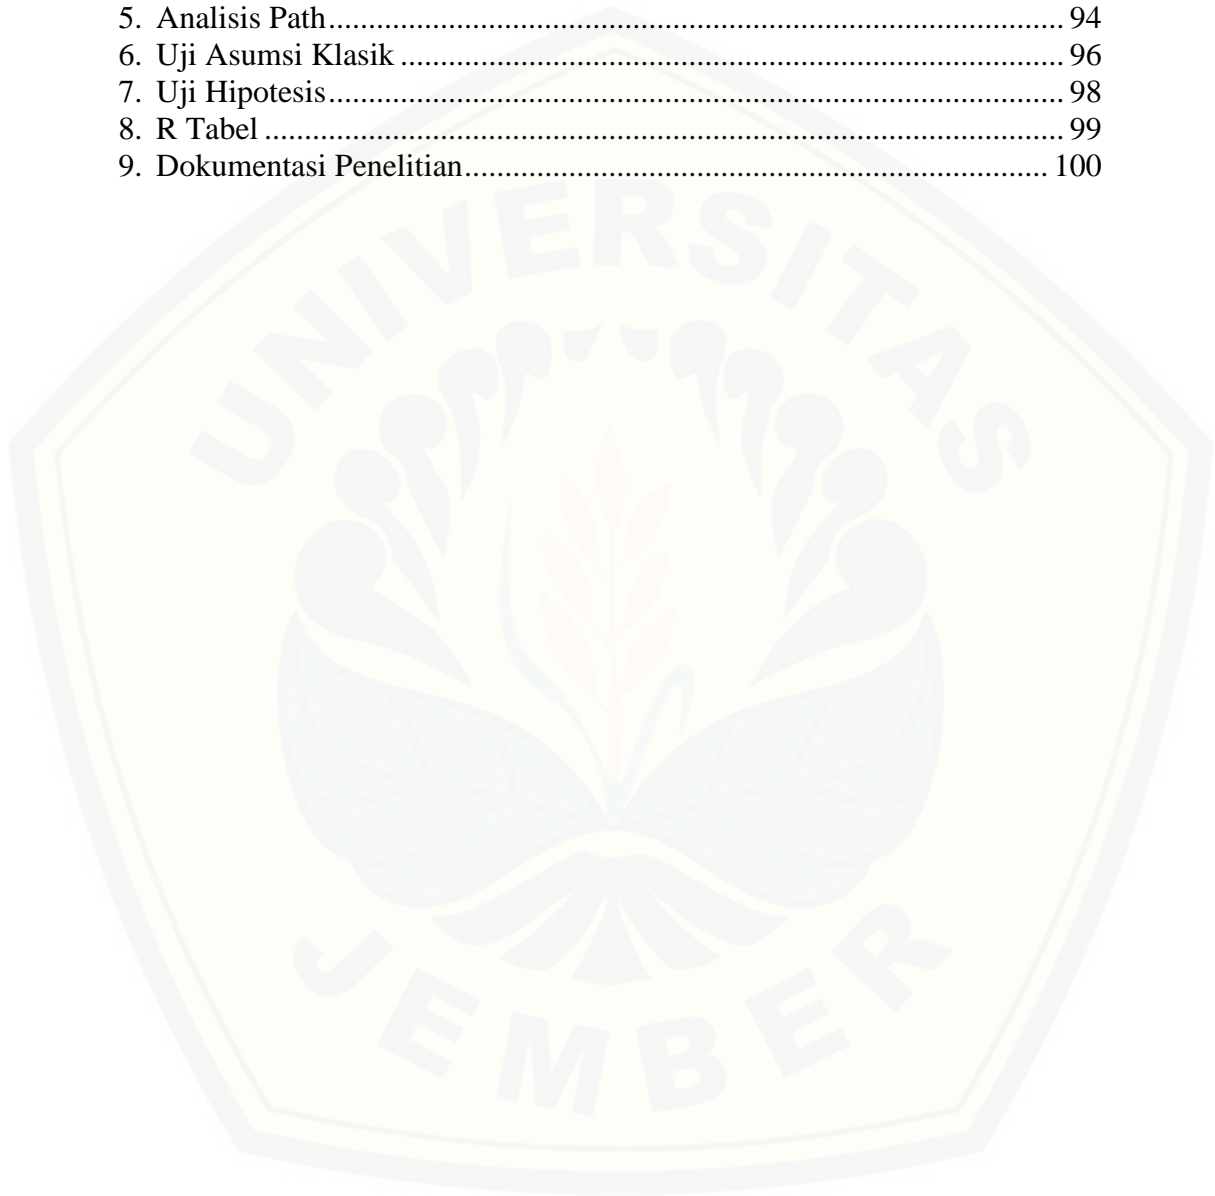 5. Analisis Path........................................................................................... 94
6. Uji Asumsi Klasik .................................................................................. 96
7. Uji Hipotesis........................................................................................... 98
8. R Tabel ................................................................................................... 99
9. Dokumentasi Penelitian........................................................................ 100
UNIVERSITAS
JEMBER